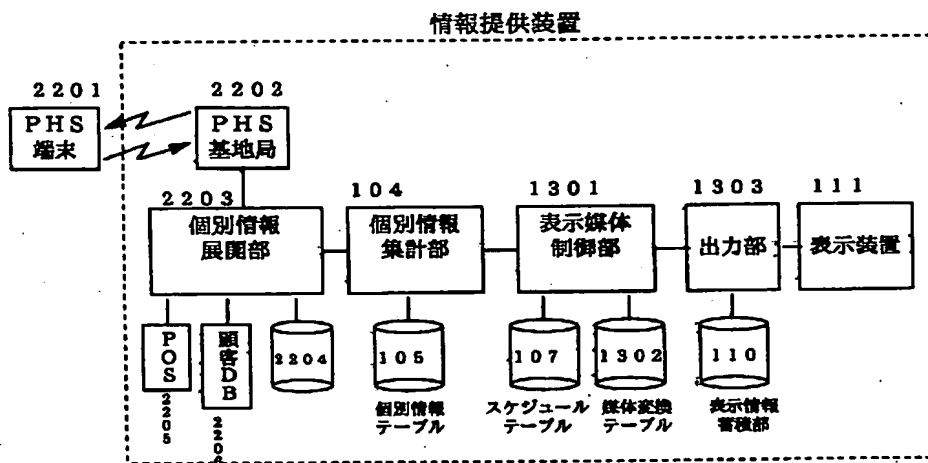 情報提供装置
2201
PHS
端末
2202
PHS
基地局
2203
個別情報
展開部
104
個別情報
集計部
1301
表示媒体
制御部
1303
出力部
111
表示装置
POS
2205
顧客DB
2204
105
個別情報
テーブル
107
スケジュール
テーブル
1302
媒体変換
テーブル
110
表示情報
蓄積部